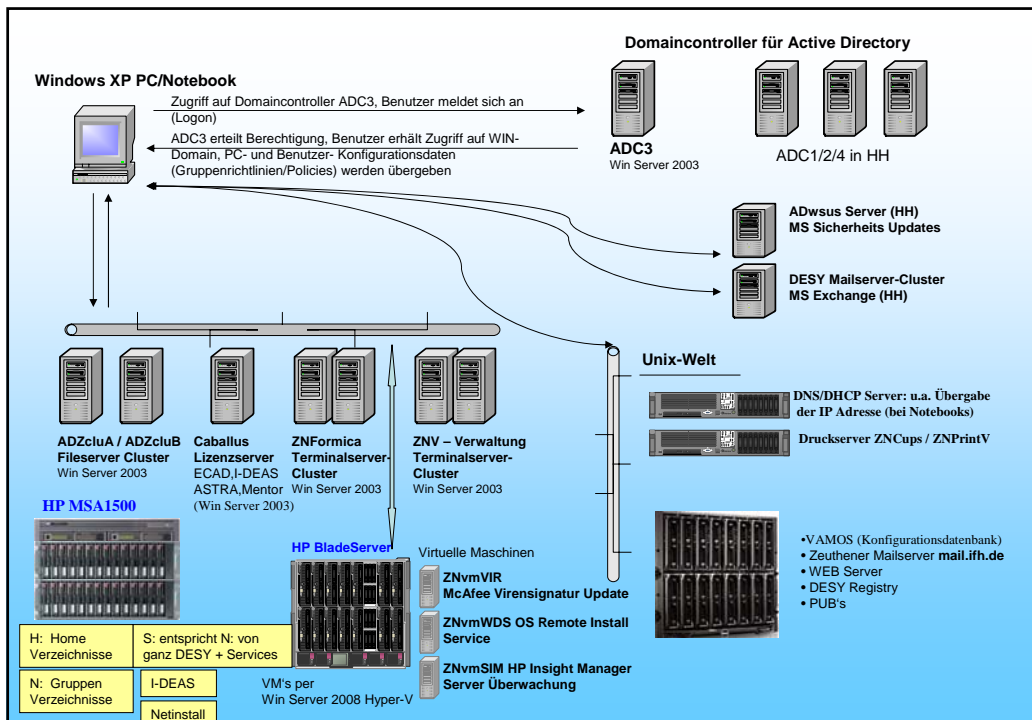 Domaincontroller für Active Directory
Windows XP PC/Notebook
Zugriff auf Domaincontroller ADC3, Benutzer meldet sich an
(Logon)
ADC3 erteilt Berechtigung, Benutzer erhält Zugriff auf WIN-
Domain, PC- und Benutzer- Konfigurationsdaten
(Gruppenrichtlinien/Policies) werden übergeben
ADC3
Win Server 2003
ADC1/2/4 in HH
ADwsus Server (HH)
MS Sicherheits Updates
DESY Mailserver-Cluster
MS Exchange (HH)
Unix-Welt
DNS/DHCP Server: u.a. Übergabe
der IP Adresse (bei Notebooks)
Druckserver ZNCups / ZNPrintV
ADZcluA / ADZcluB
Fileserver Cluster
Win Server 2003
Caballus
Lizenzserver
ECAD,I-DEAS
ASTRA,Mentor
(Win Server 2003)
ZNFormica
Terminalserver-
Cluster
Win Server 2003
ZNV – Verwaltung
Terminalserver-
Cluster
Win Server 2003
HP MSA1500
HP BladeServer
Virtuelle Maschinen
ZNvmVIR
McAfee Virensignatur Update
ZNvmWDS OS Remote Install
Service
ZNvmSIM HP Insight Manager
Server Überwachung
•VAMOS (Konfigurationsdatenbank)
• Zeuthener Mailserver mail.ifh.de
• WEB Server
• DESY Registry
• PUB‘s
H: Home
Verzeichnisse
S: entspricht N: von
ganz DESY + Services
N: Gruppen
Verzeichnisse
I-DEAS
Netinstall
VM‘s per
Win Server 2008 Hyper-V